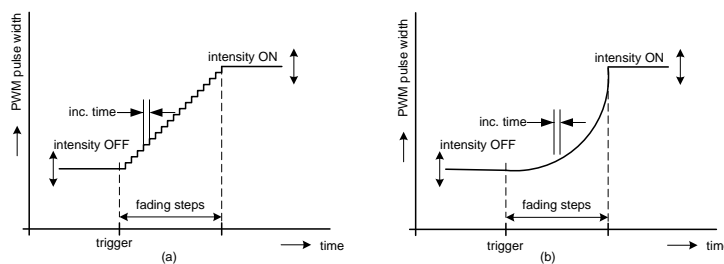 PWM pulse width
intensity ON
inc. time
intensity OFF
fading steps
trigger
time
(a)
PWM pulse width
intensity ON
inc. time
intensity OFF
fading steps
trigger
tim
(b)